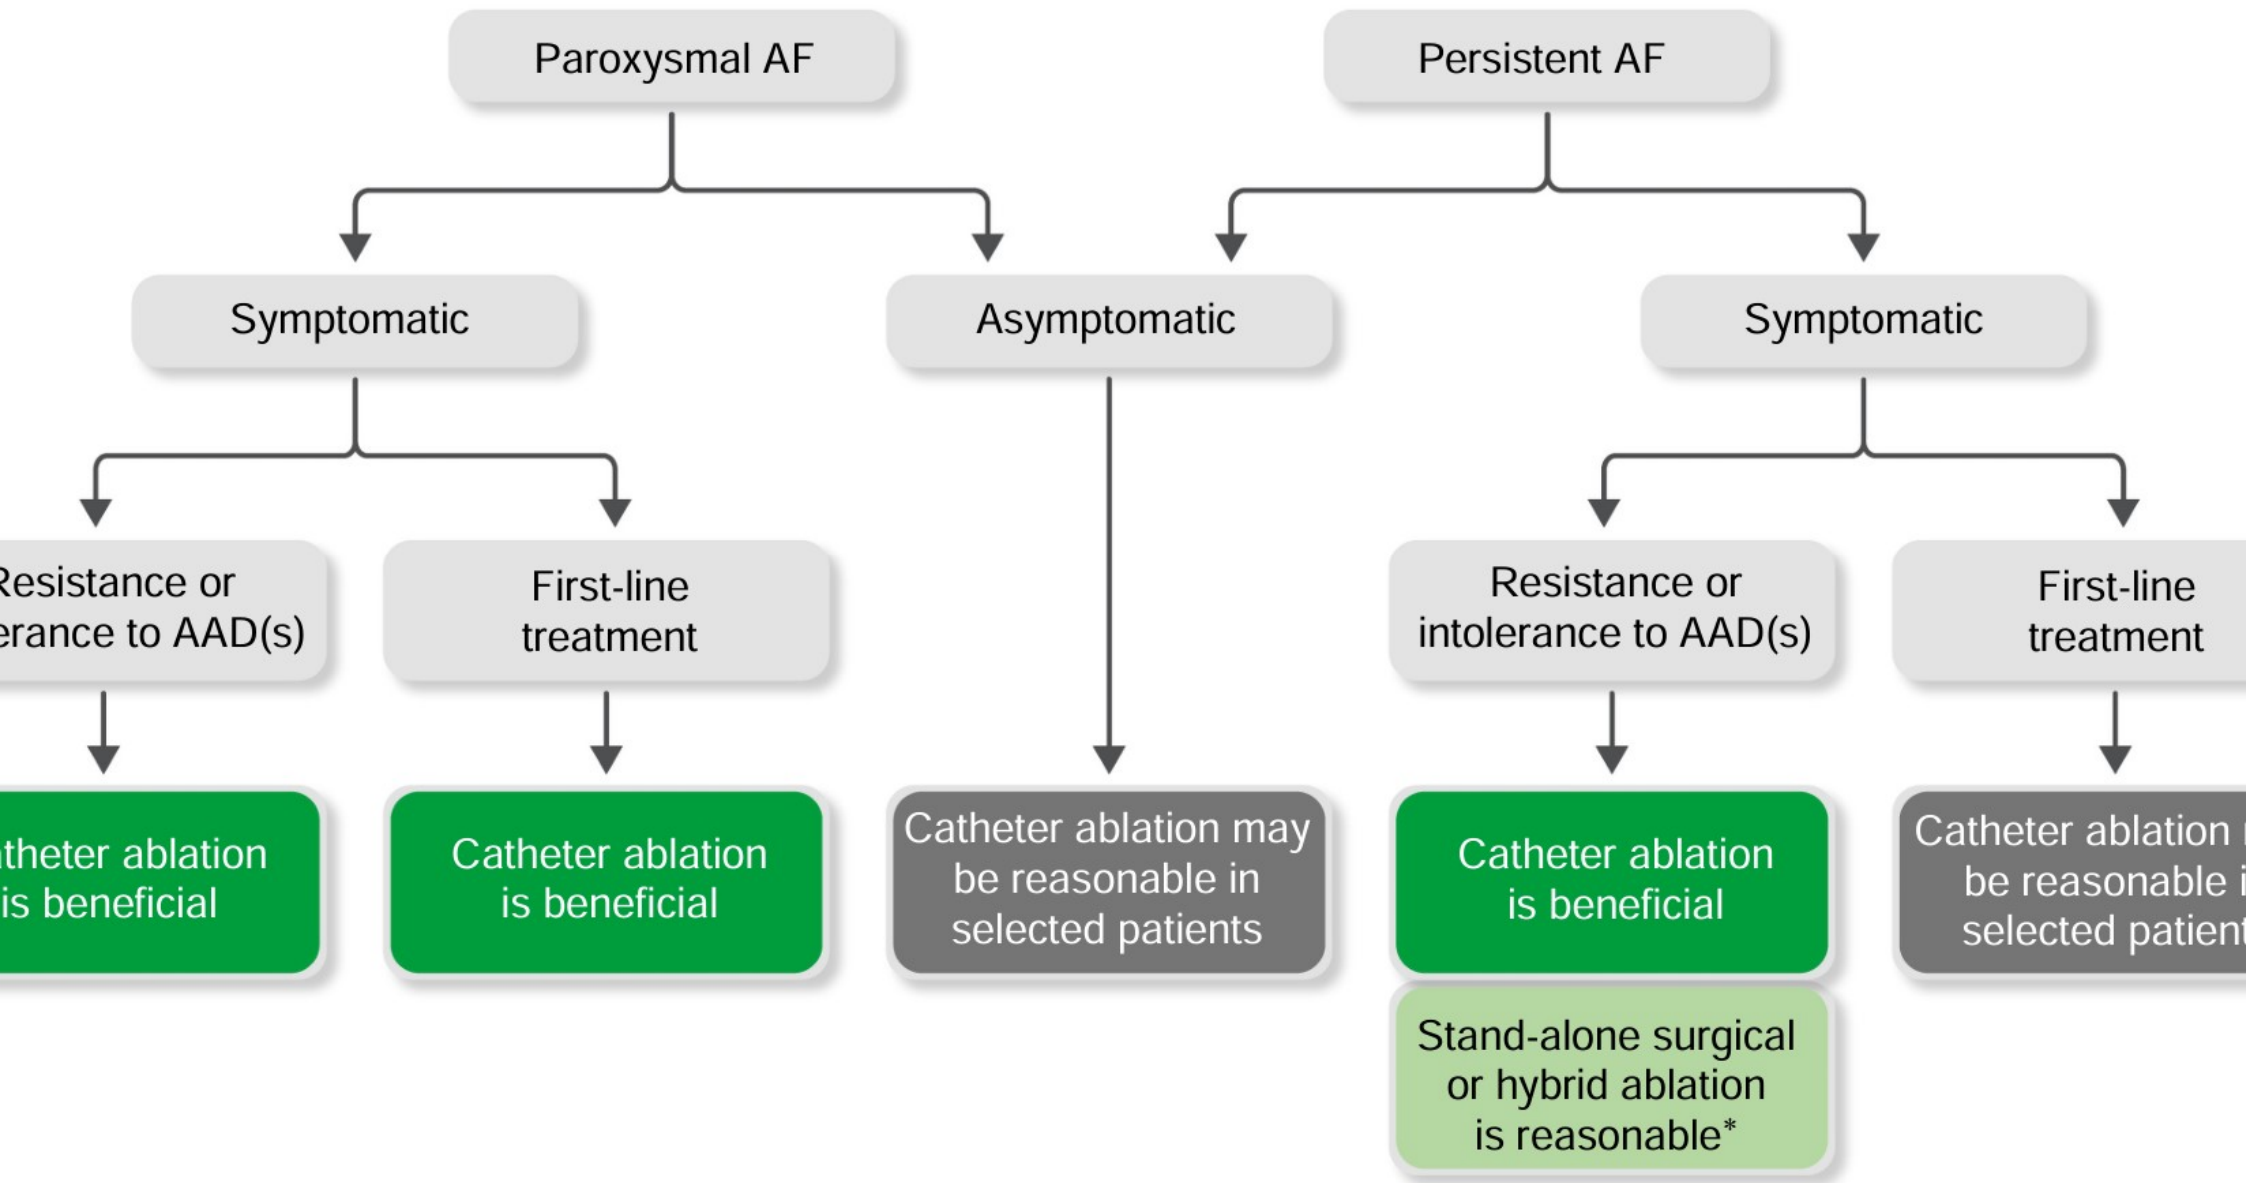 Paroxysmal AF
Persistent AF
Symptomatic
Asymptomatic
Symptomatic
Resistance or
erance to AAD(s)
First-line
treatment
Resistance or
intolerance to AAD(s)
First-line
treatment
theter ablation
is beneficial
Catheter ablation
is beneficial
Catheter ablation may
be reasonable in
selected patients
Catheter ablation
is beneficial
Catheter ablation
be reasonable
selected patient
Stand-alone surgical
or hybrid ablation
is reasonable*